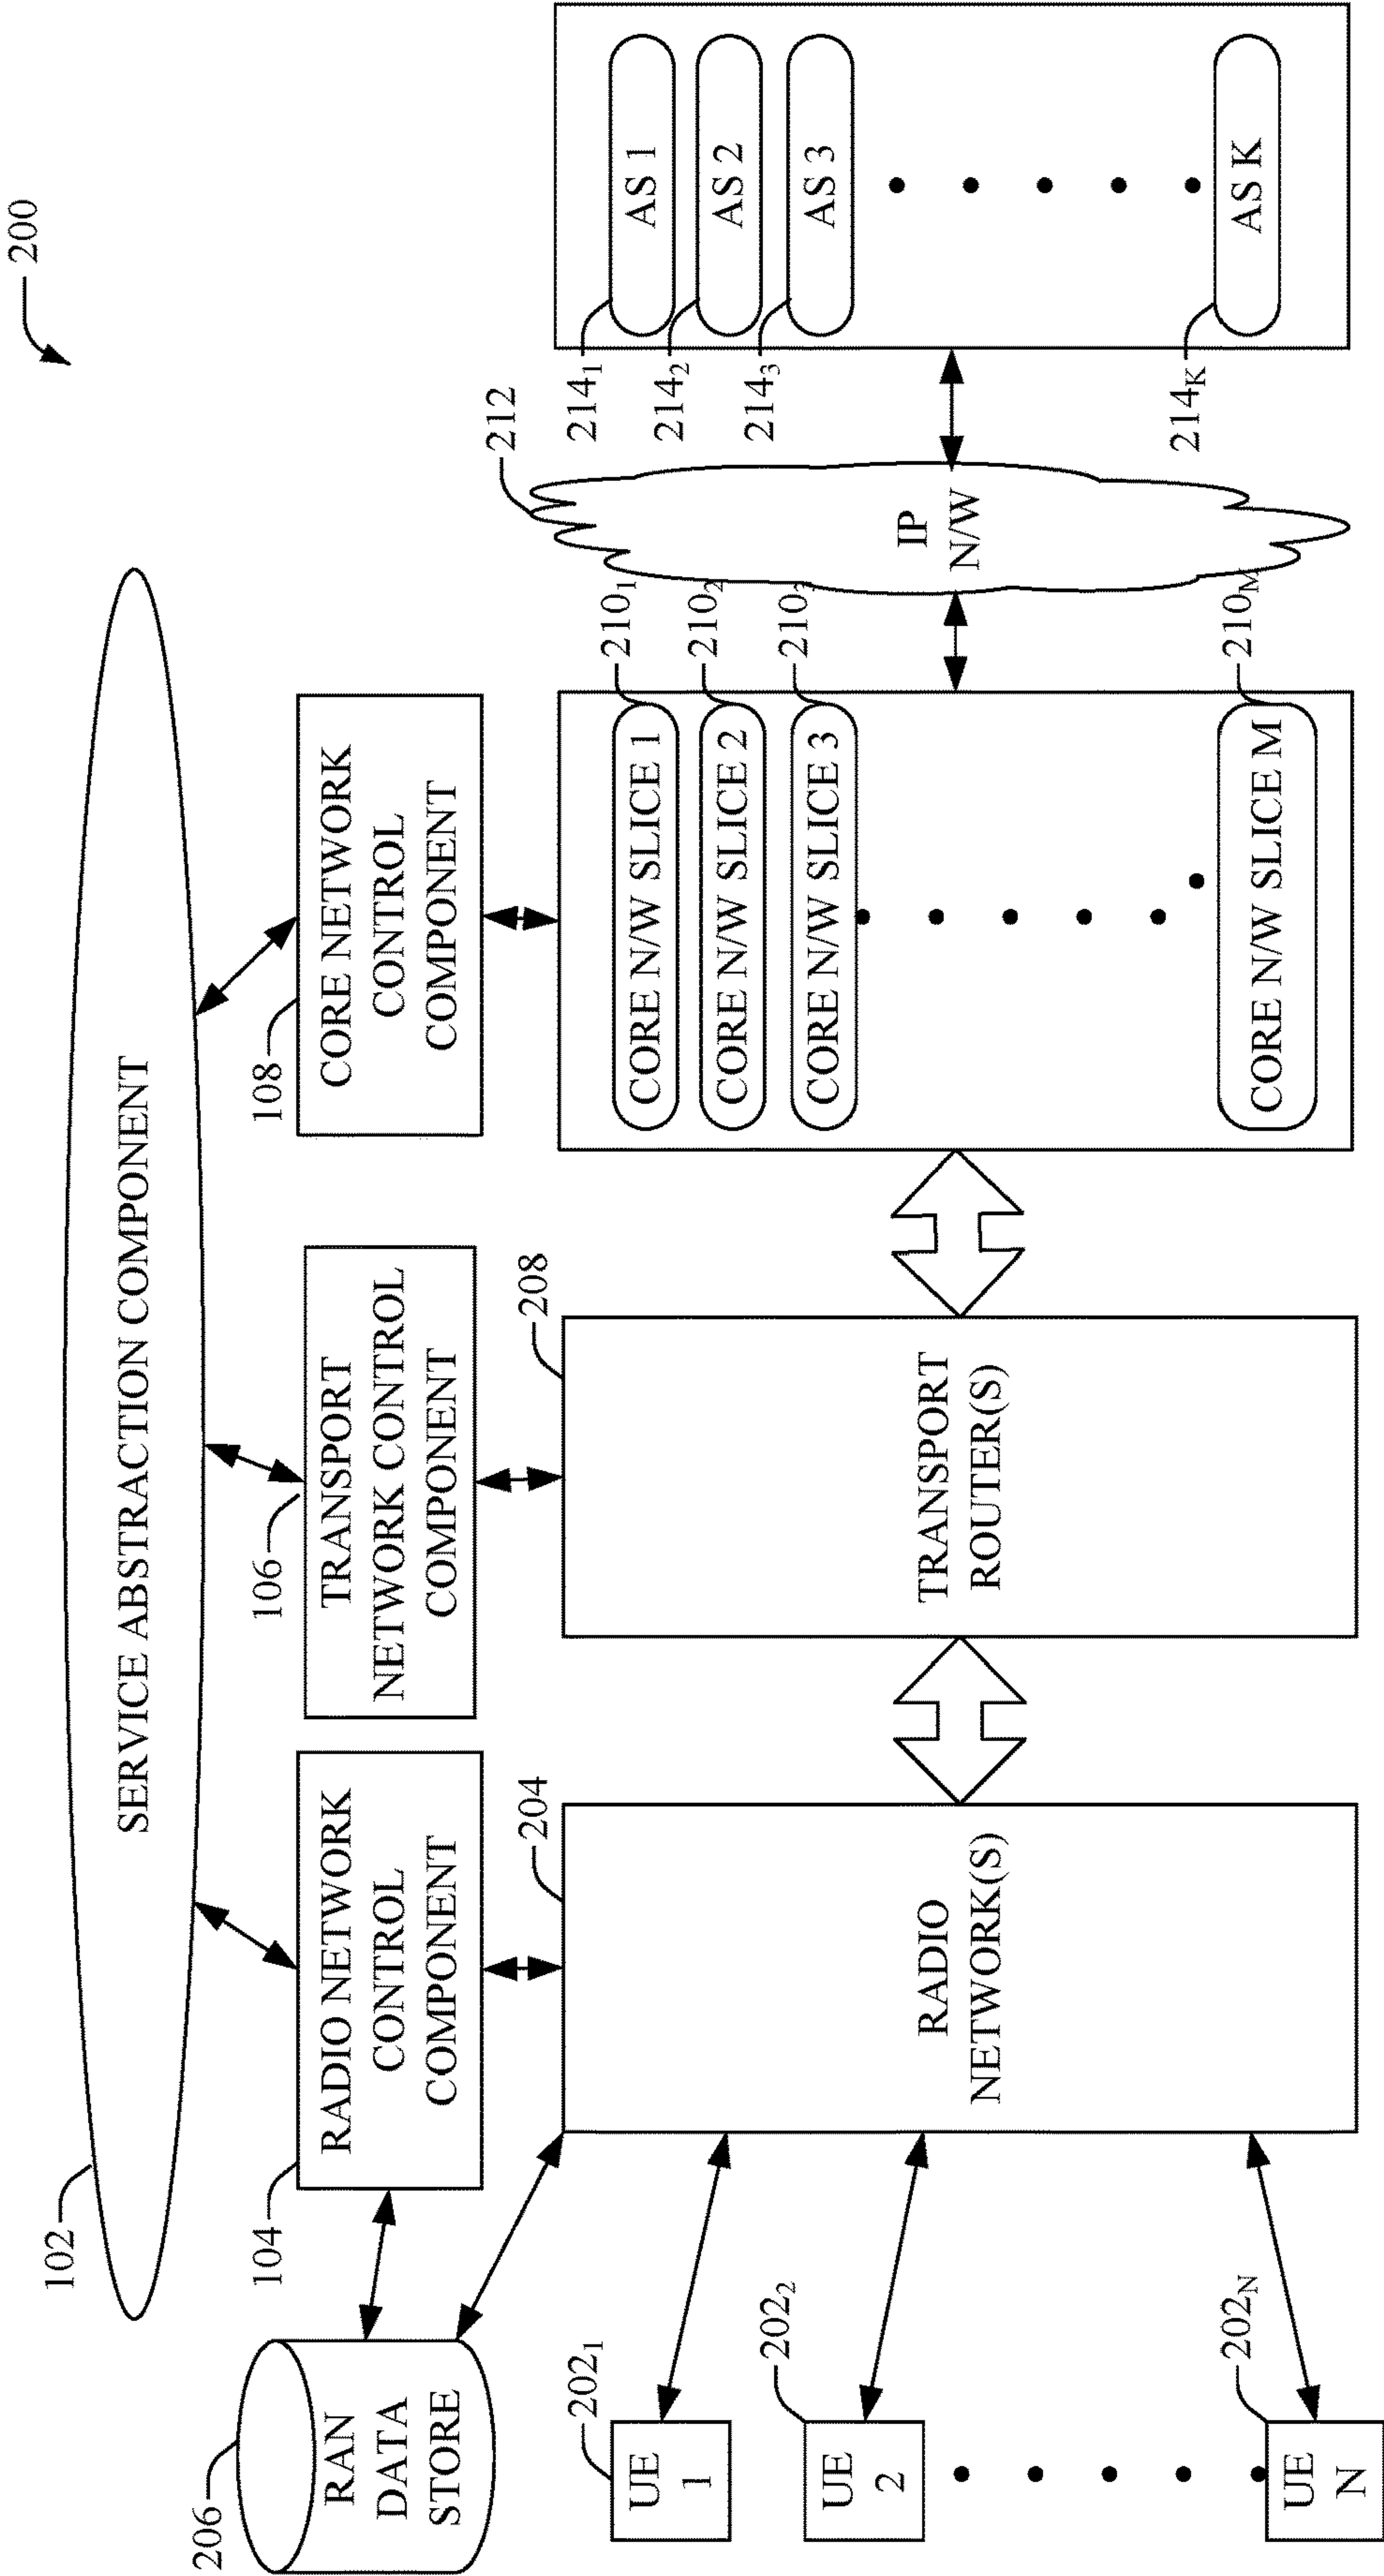 200
102
SERVICE ABSTRACTION COMPONENT
206
RAN
DATA
STORE
104
RADIO NETWORK
CONTROL
COMPONENT
106
TRANSPORT
NETWORK CONTROL
COMPONENT
108
CORE NETWORK
CONTROL
COMPONENT
202₁
UE
1
202₂
UE
2
202N
UE
N
204
RADIO
NETWORK(S)
208
TRANSPORT
ROUTER(S)
210₁
CORE N/W SLICE 1
210₂
CORE N/W SLICE 2
210₃
CORE N/W SLICE 3
210M
CORE N/W SLICE M
212
IP
N/W
214₁
AS 1
214₂
AS 2
214₃
AS 3
214K
AS K